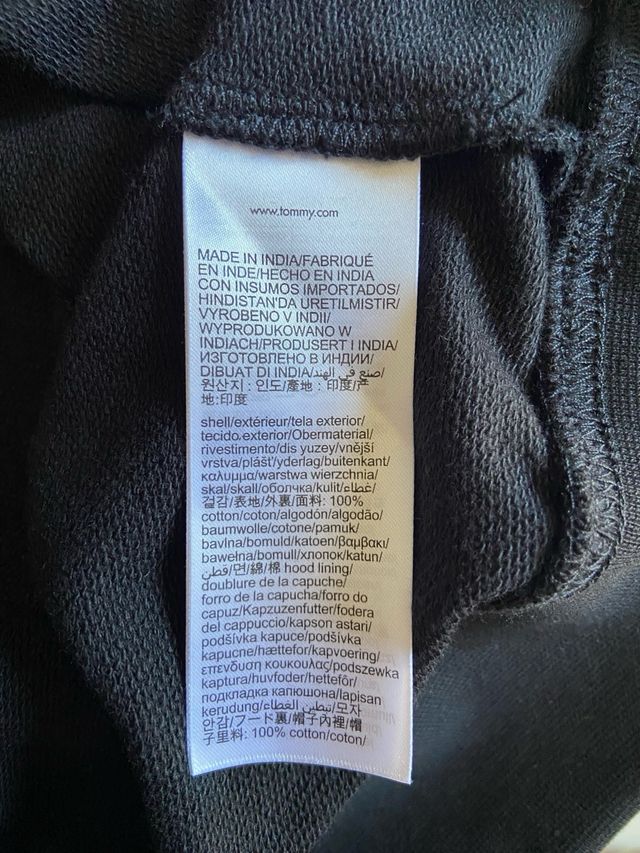 www.tommy.com
MADE IN INDIA/FABRIQUÉ
EN INDE/HECHO EN INDIA
CON INSUMOS IMPORTADOS/
HINDISTAN'DA URETILMISTIR/
VYROBENO V INDII/
WYPRODUKOWANO W
INDIACH/PRODUSERT I INDIA/
ИЗГОТОВЛЕНО В ИНДИИ/
DIBUAT DI INDIA/صنع في الهند/
원산지 : 인도/產地 : 印度/产
地:印度
shell/extérieur/tela exterior/
tecido exterior/Obermaterial/
rivestimento/dis yuzey/vnější
vrstva/plášť/yderlag/buitenkant/
καλυμμα/warstwa wierzchnia/
skal/skall/оболчка/kulit/غطاء/
겉감/表地/外裏/面料: 100%
cotton/coton/algodón/algodão/
baumwolle/cotone/pamuk/
bavlna/bomuld/katoen/βαμβακι/
bawełna/bomull/хлопок/katun/
قطن/면/綿/棉 hood lining/
doublure de la capuche/
forro de la capucha/forro do
capuz/Kapzuzenfutter/fodera
del cappuccio/kapson astari/
podšívka kapuce/podšívka
kapucne/hættefor/kapvoering/
επενδυση κουκουλας/podszewka
kaptura/huvfoder/hettefôr/
подкладка капюшона/lapisan
kerudung/تبطين الغطاء/모자
안감/フード裏/帽子內裡/帽
子里料: 100% cotton/coton/